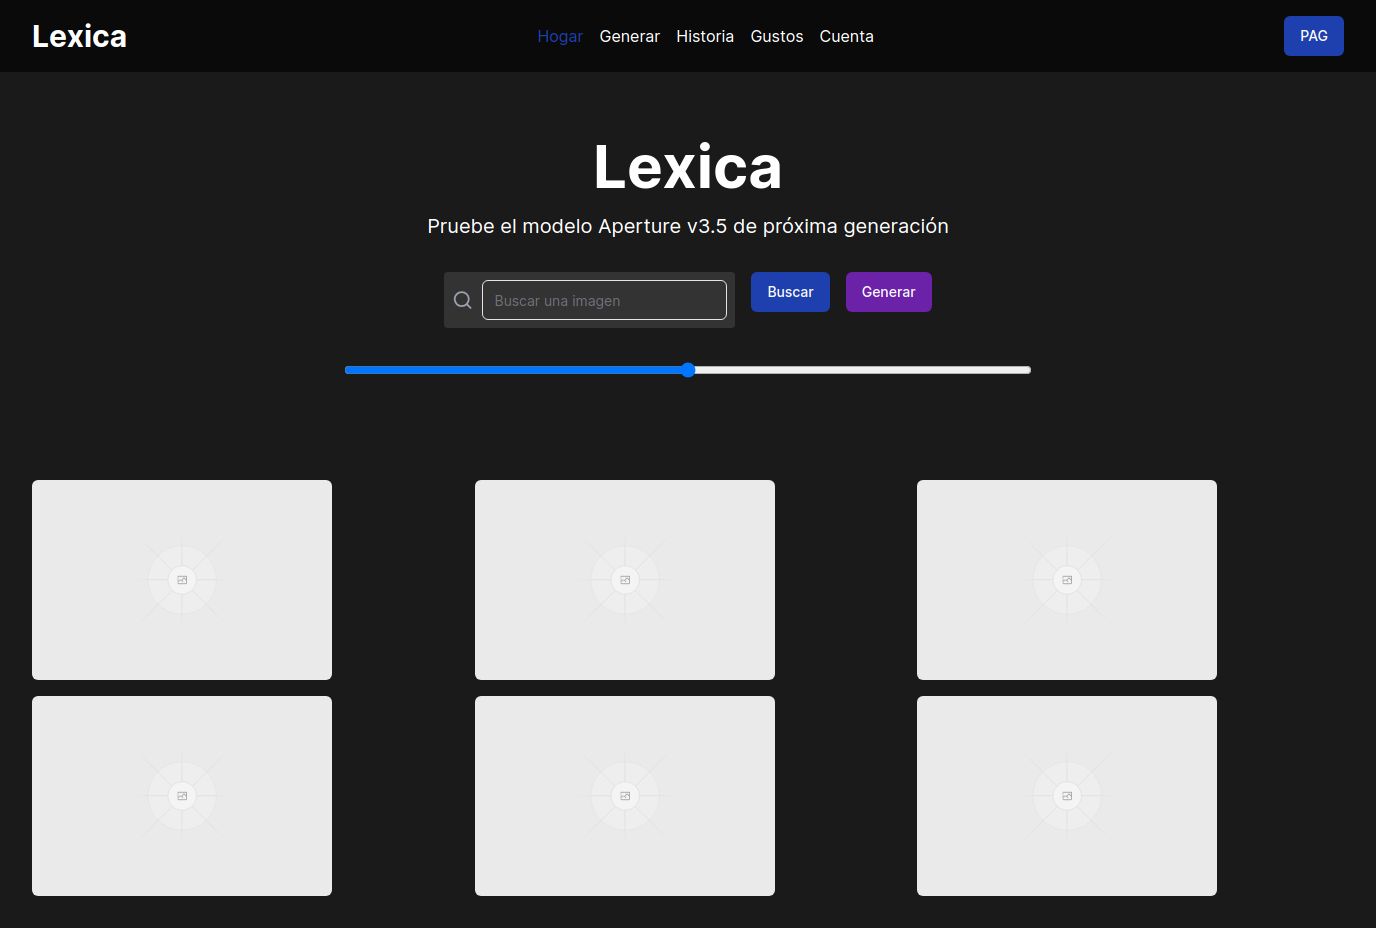 Lexica
Hogar Generar Historia Gustos Cuenta
PAG
Lexica
Pruebe el modelo Aperture v3.5 de próxima generación
Buscar una imagen
Buscar
Generar